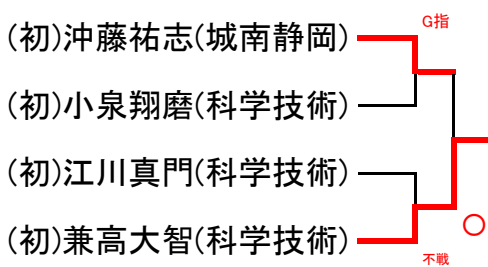 G指
(初)沖藤祐志(城南静岡)
(初)小泉翔磨(科学技術)
(初)江川真門(科学技術)
(初)兼高大智(科学技術)
○
不戦